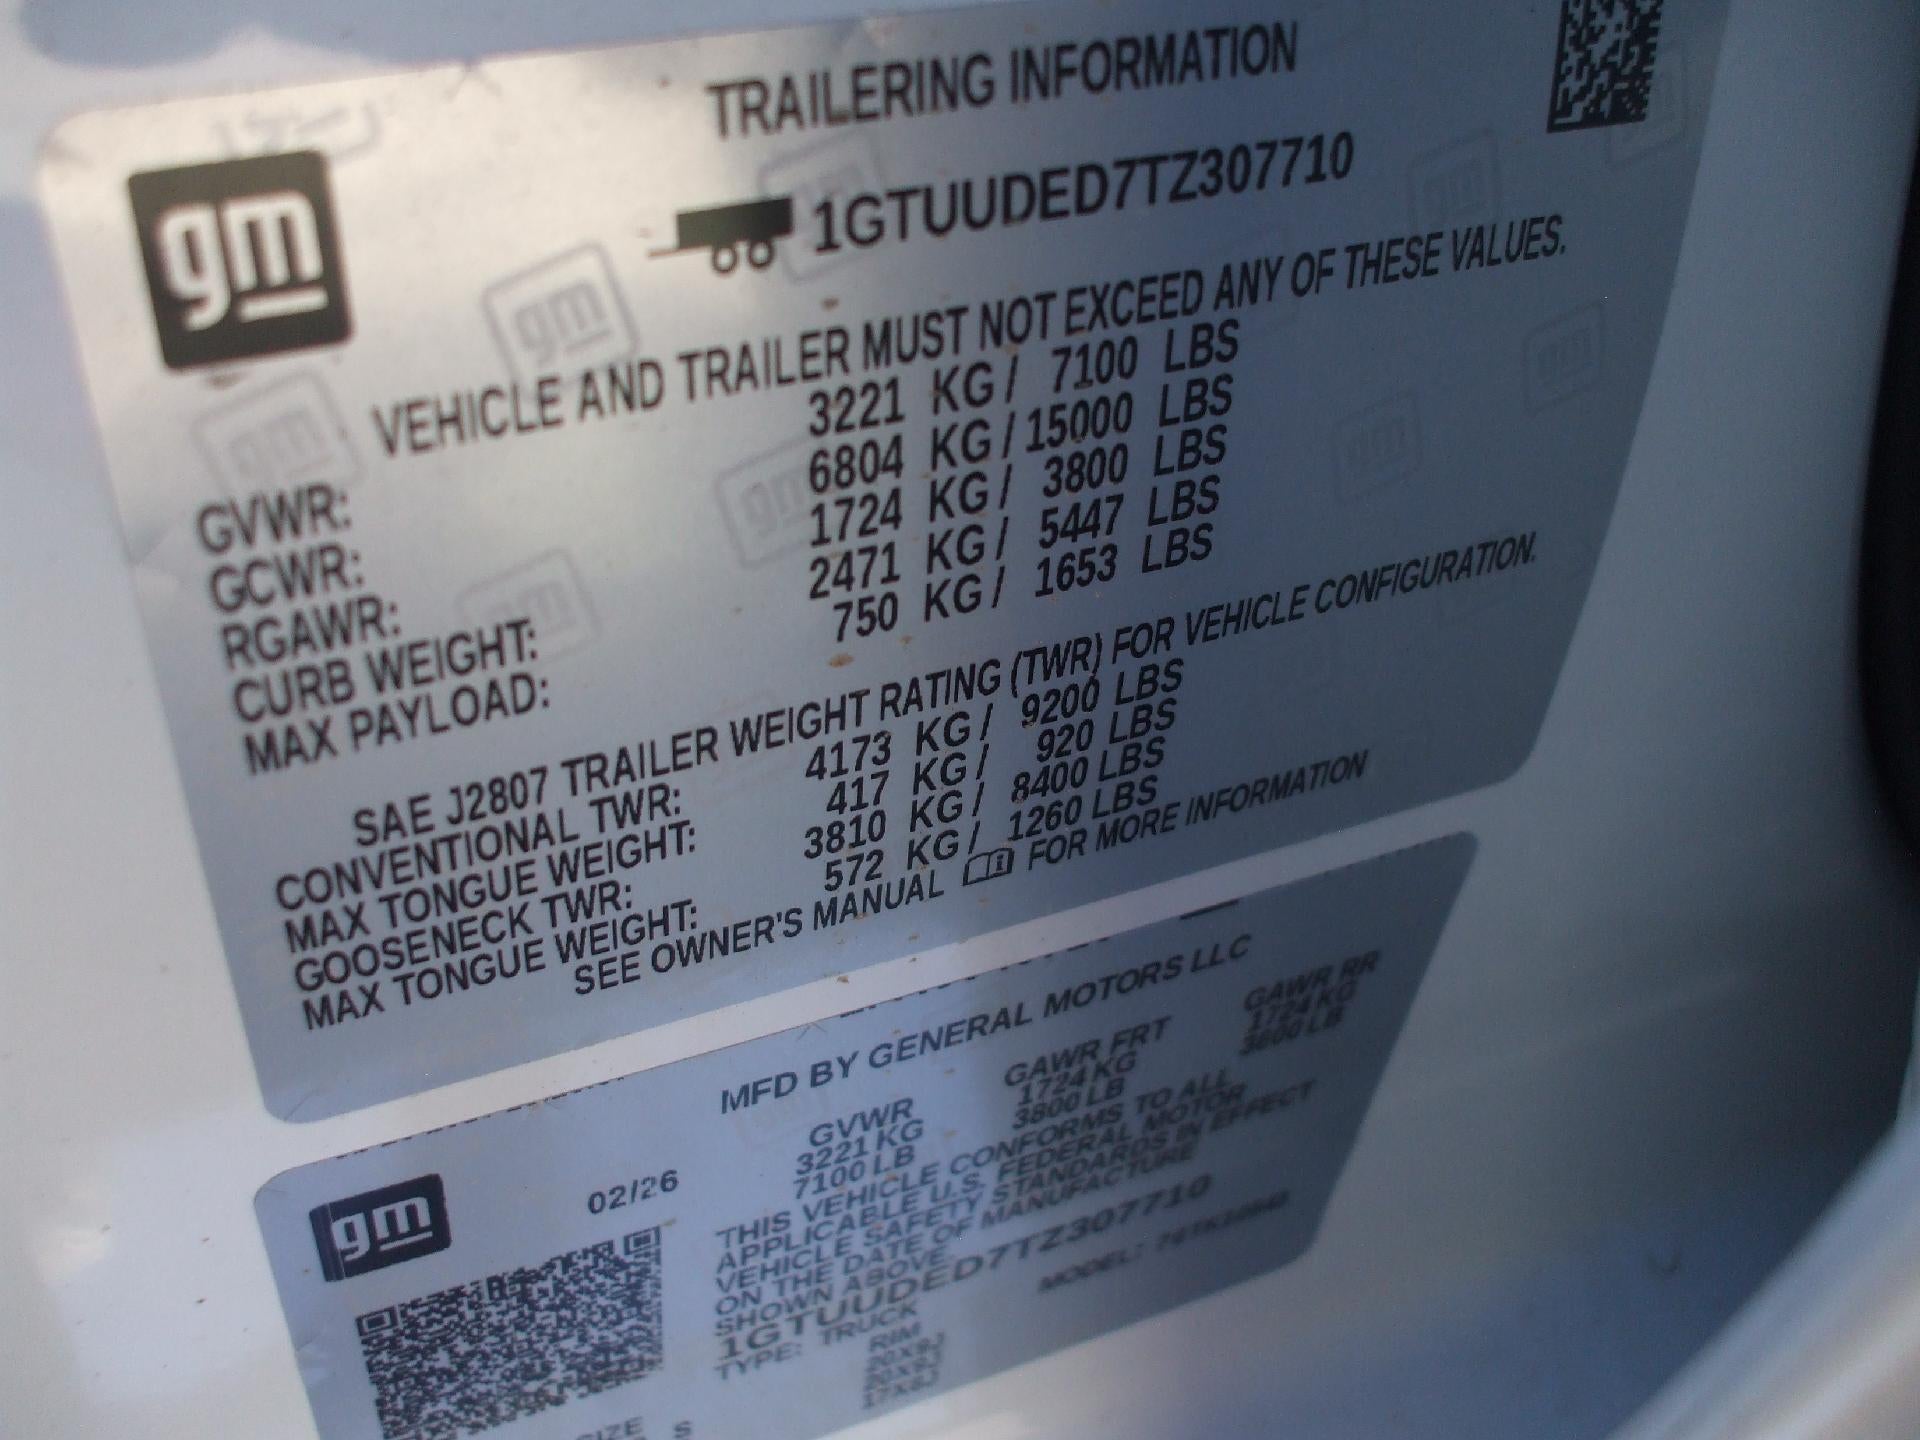 TRAILERING INFORMATION
gm
1GTUUDED7TZ307710
VEHICLE AND TRAILER MUST NOT EXCEED ANY OF THESE VALUES.
GVWR: 3221 KG / 7100 LBS
GCWR: 6804 KG / 15000 LBS
RGAWR: 1724 KG / 3800 LBS
CURB WEIGHT: 2471 KG / 5447 LBS
MAX PAYLOAD: 750 KG / 1653 LBS
SAE J2807 TRAILER WEIGHT RATING (TWR) FOR VEHICLE CONFIGURATION.
CONVENTIONAL TWR: 4173 KG / 9200 LBS
MAX TONGUE WEIGHT: 417 KG / 920 LBS
GOOSENECK TWR: 3810 KG / 8400 LBS
MAX TONGUE WEIGHT: 572 KG / 1260 LBS
SEE OWNER'S MANUAL FOR MORE INFORMATION
MFD BY GENERAL MOTORS LLC
gm
02/26
GVWR GAWR FRT GAWR RR
3221 KG 1724 KG 1724 KG
7100 LB 3800 LB 3800 LB
THIS VEHICLE CONFORMS TO ALL
APPLICABLE U.S. FEDERAL MOTOR
VEHICLE SAFETY STANDARDS IN EFFECT
ON THE DATE OF MANUFACTURE
SHOWN ABOVE.
1GTUUDED7TZ307710
TYPE: TRUCK MODEL:
RIM
20X9J
20X9J
SIZE S